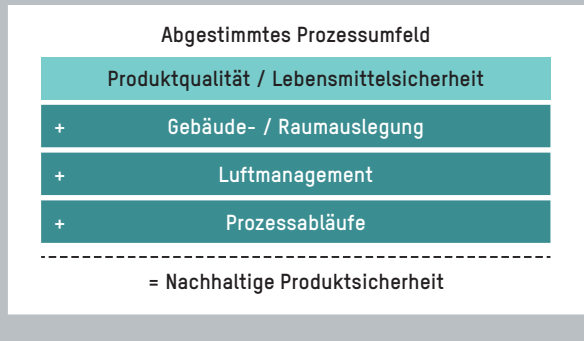 Abgestimmtes Prozessumfeld
Produktqualität / Lebensmittelsicherheit
+ Gebäude- / Raumauslegung
+ Luftmanagement
+ Prozessabläufe
= Nachhaltige Produktsicherheit